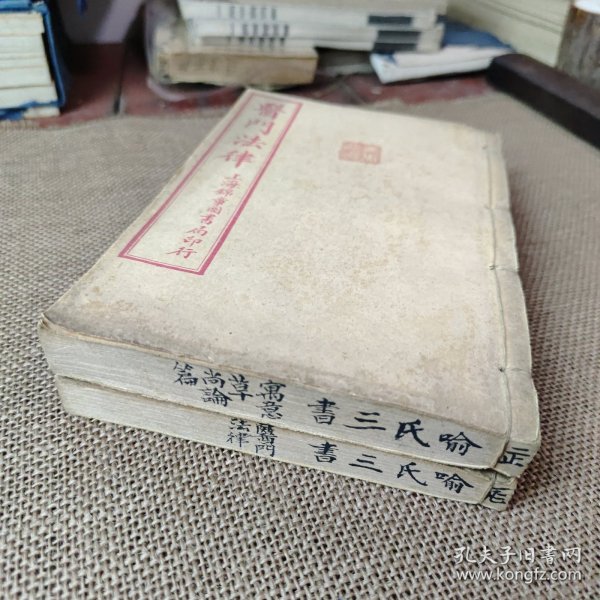 醫門法律
上海錦章圖書局印行
喻氏三書
寓意
草
尚論
篇
正
喻氏三書
醫門
法律
孔夫子旧书网
www.kongfz.com